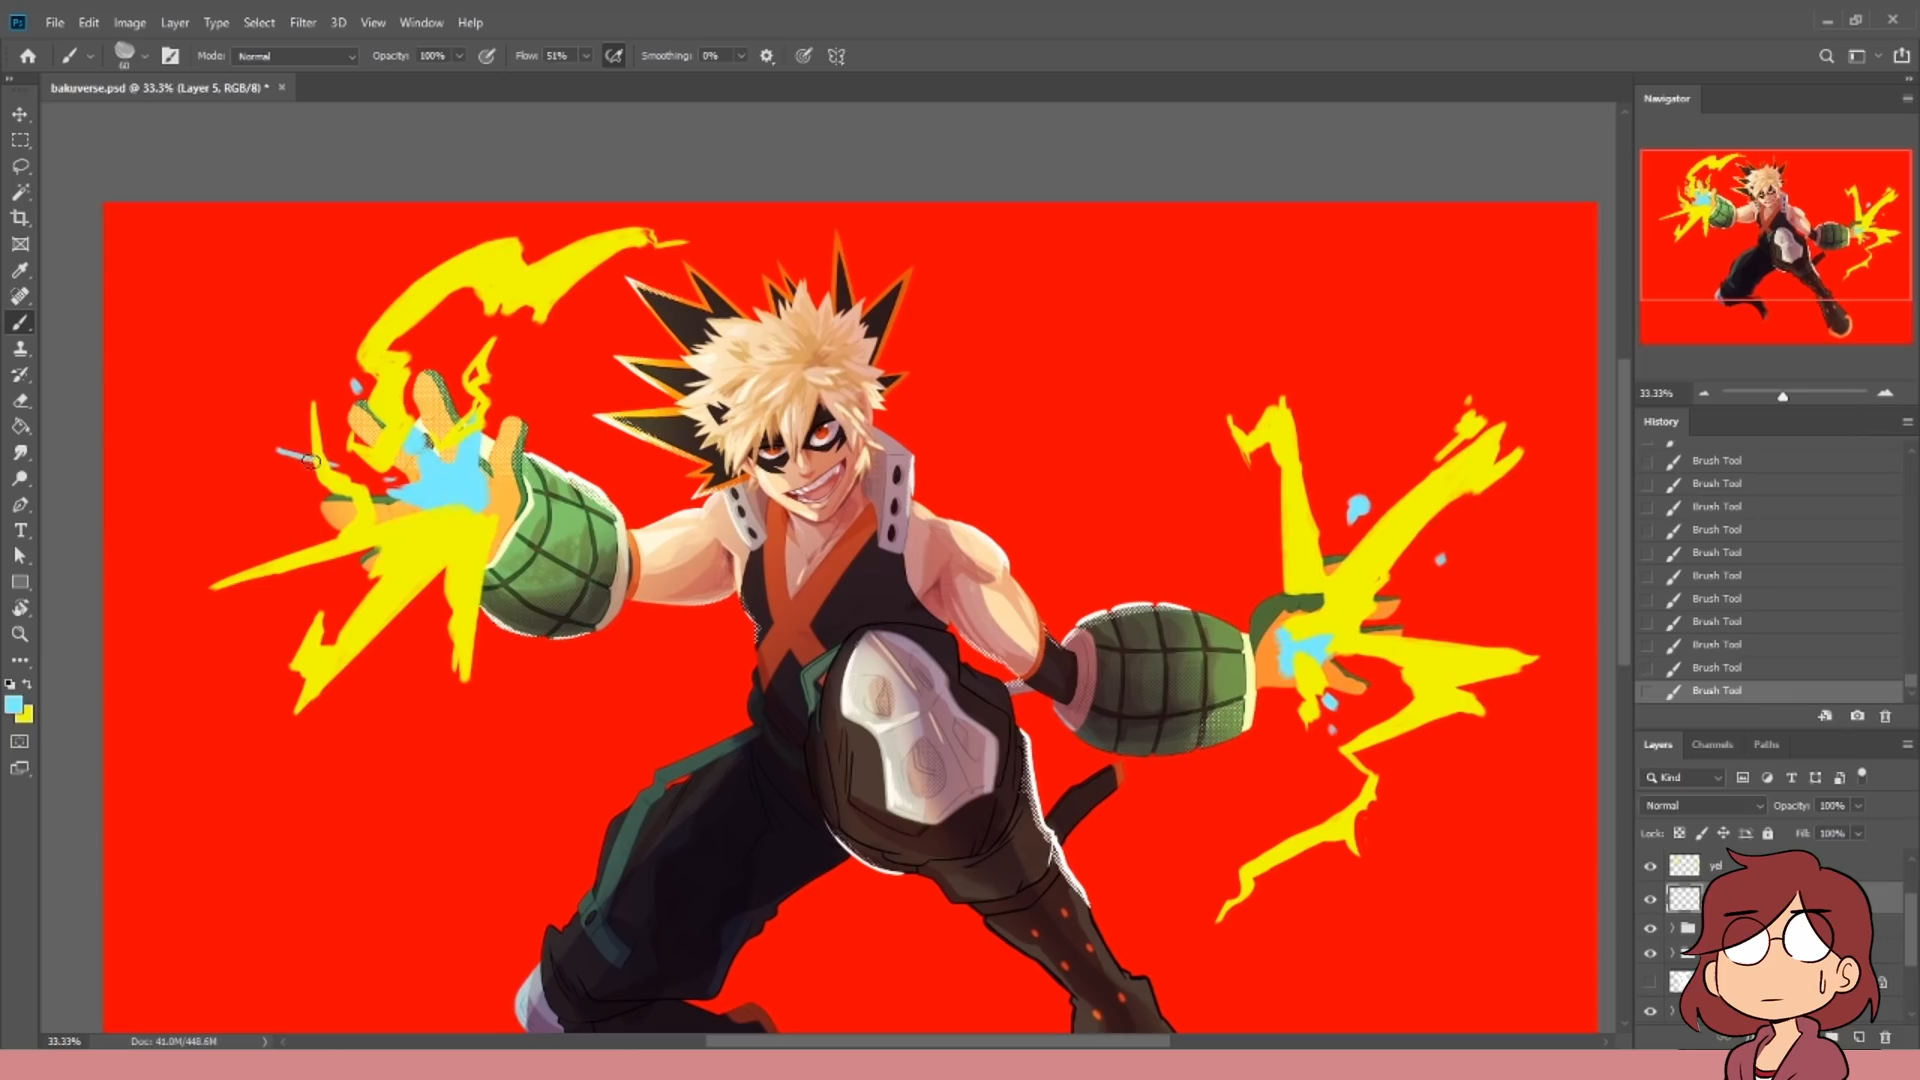 Ps File Edit Image Layer Type Select Filter 3D View Window Help
60 Mode: Normal Opacity: 100% Flow: 51% Smoothing: 0%
bakuverse.psd @ 33.3% (Layer 5, RGB/8) *
Navigator
33.33%
History
Brush Tool
Brush Tool
Brush Tool
Brush Tool
Brush Tool
Brush Tool
Brush Tool
Brush Tool
Brush Tool
Brush Tool
Brush Tool
Layers Channels Paths
Kind
Normal Opacity: 100%
Lock: Fill: 100%
yel
33.33% Doc: 41.0M/448.6M